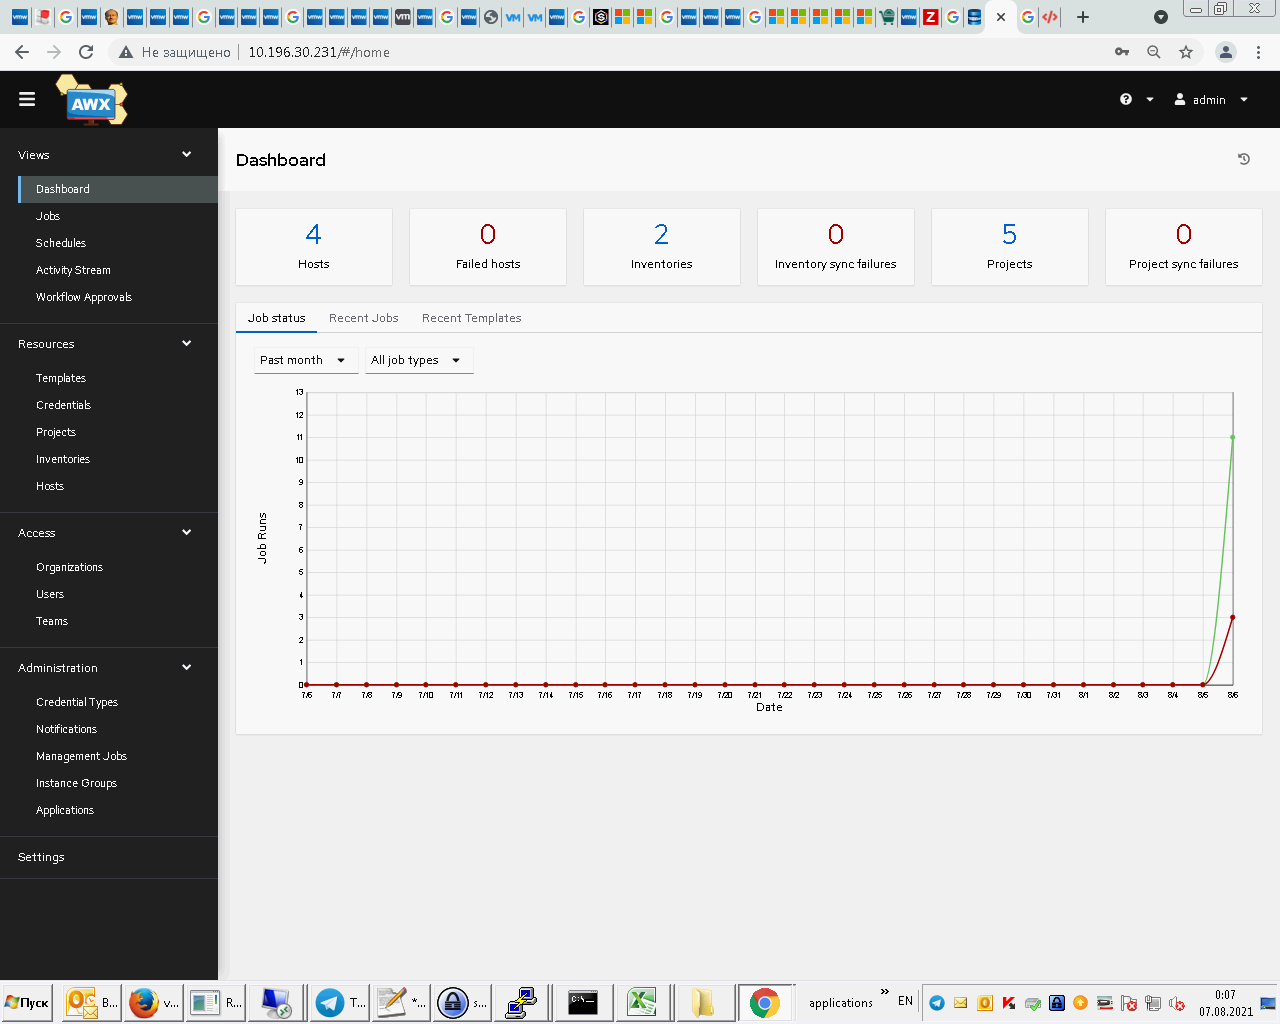 Не защищено | 10.196.30.231/#/home
AWX
admin
Views
Dashboard
Jobs
Schedules
Activity Stream
Workflow Approvals
Resources
Templates
Credentials
Projects
Inventories
Hosts
Access
Organizations
Users
Teams
Administration
Credential Types
Notifications
Management Jobs
Instance Groups
Applications
Settings
Dashboard
4 0 2 0 5 0
Hosts Failed hosts Inventories Inventory sync failures Projects Project sync failures
Job status Recent Jobs Recent Templates
Past month All job types
13
12
11
10
9
8
7
6
5
4
3
2
1
0
Job Runs
7/6 7/7 7/8 7/9 7/10 7/11 7/12 7/13 7/14 7/15 7/16 7/17 7/18 7/19 7/20 7/21 7/22 7/23 7/24 7/25 7/26 7/27 7/28 7/29 7/30 7/31 8/1 8/2 8/3 8/4 8/5 8/6
Date
Пуск B... v... R... T... *... s... applications » EN
0:07
07.08.2021